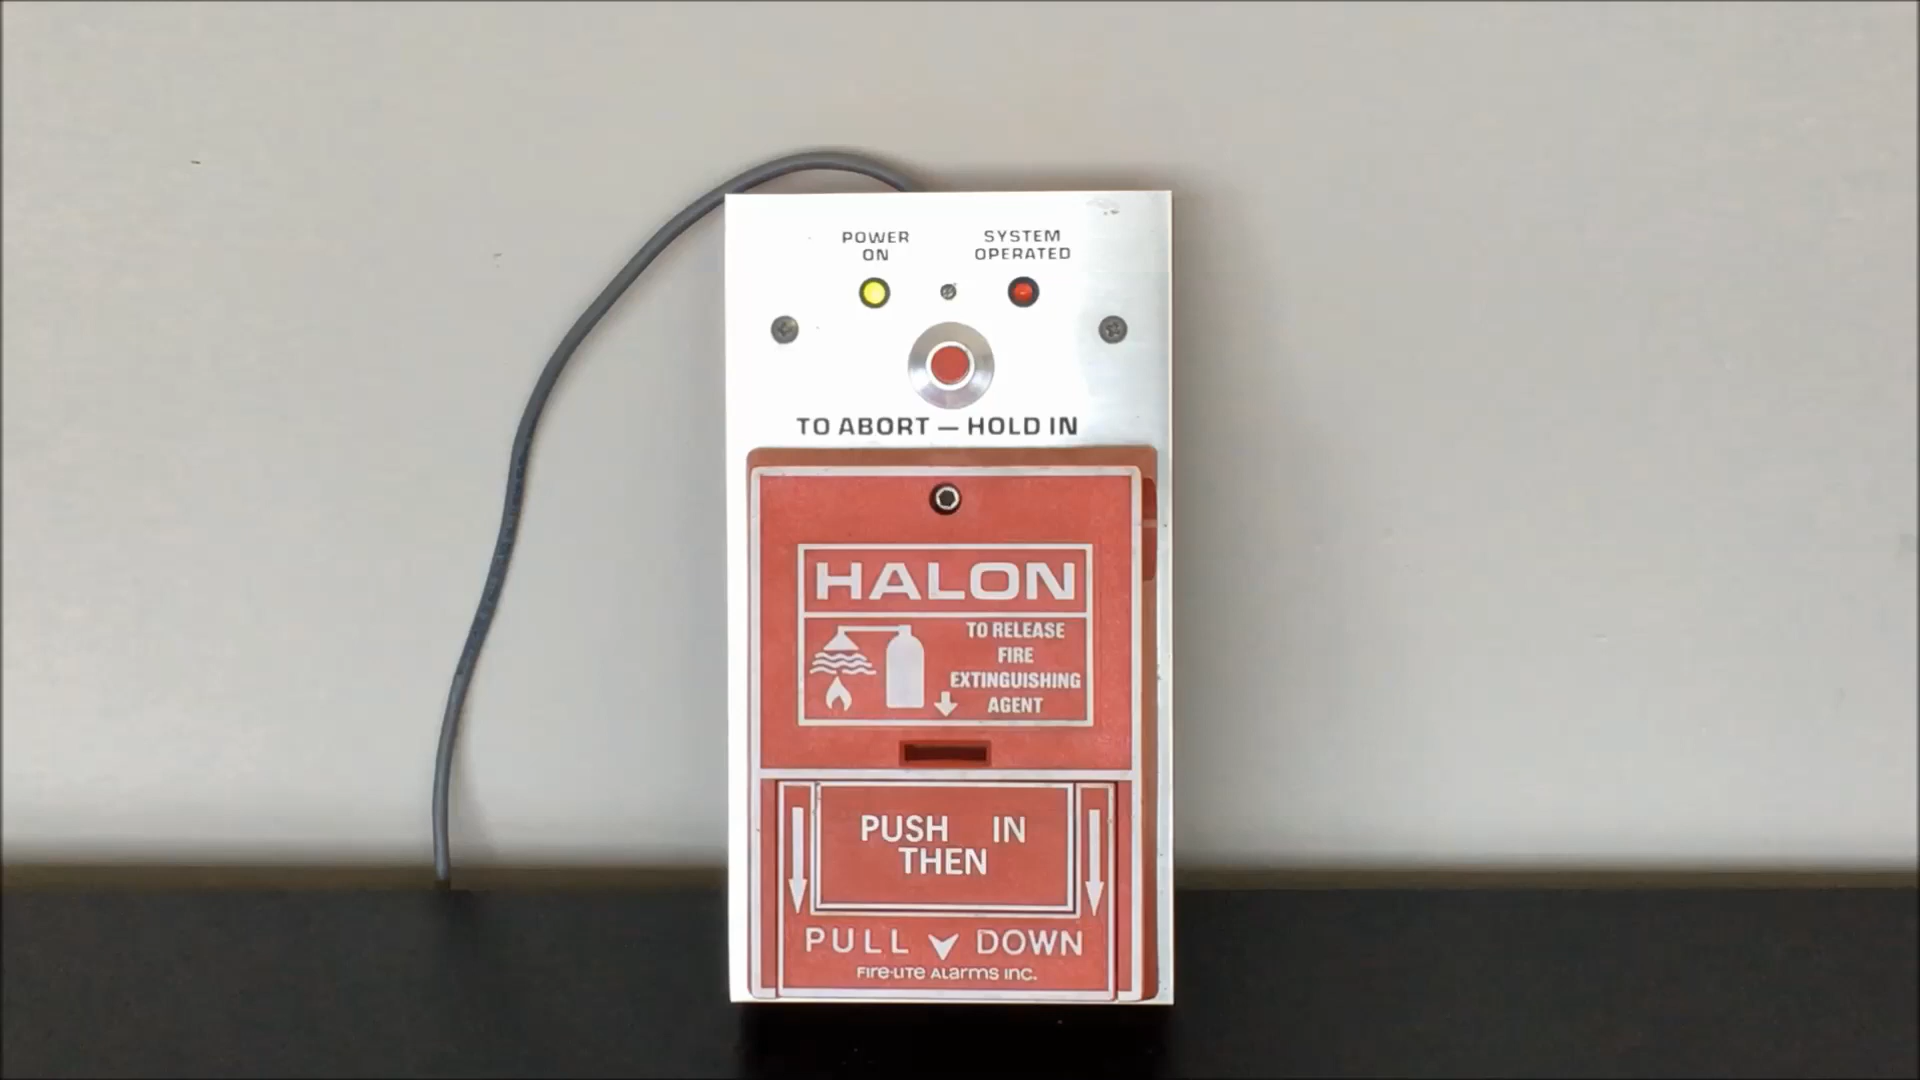 POWER
ON
SYSTEM
OPERATED
TO ABORT — HOLD IN
HALON
TO RELEASE
FIRE
EXTINGUISHING
AGENT
PUSH IN
THEN
PULL DOWN
FIRE-LITE ALARMS INC.